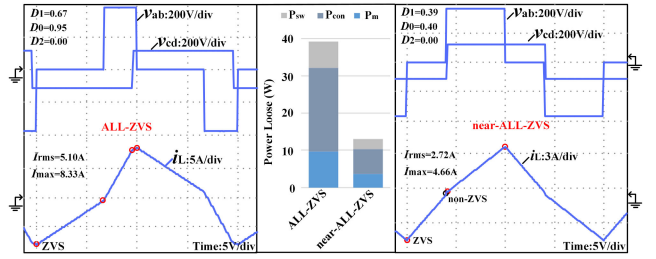 D1=0.67
D0=0.95
D2=0.00
vab:200V/div
vcd:200V/div
ALL-ZVS
Irms=5.10A
Imax=8.33A
iL:5A/div
ZVS
Time:5V/div
Psw Pcon Pm
Power Loose (W)
40
30
20
10
0
ALL-ZVS
near-ALL-ZVS
D1=0.39
D0=0.40
D2=0.00
vab:200V/div
vcd:200V/div
near-ALL-ZVS
Irms=2.72A
Imax=4.66A
iL:3A/div
non-ZVS
ZVS
Time:5V/div